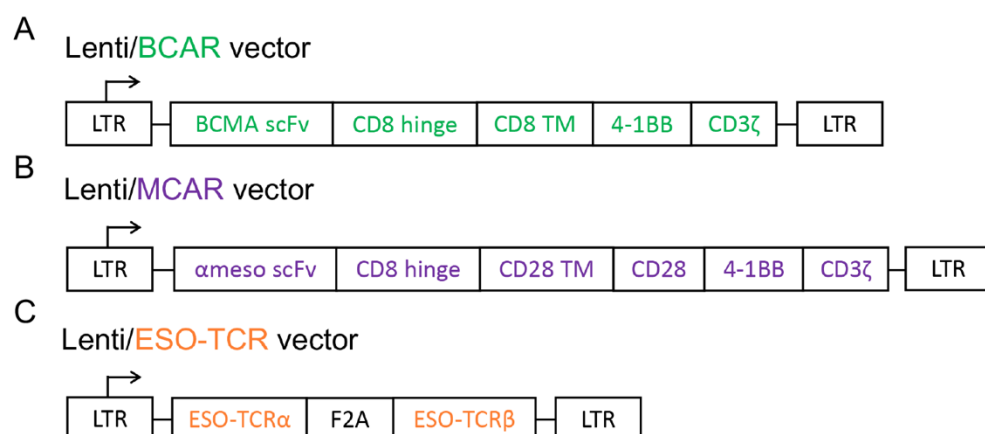 A
Lenti/BCAR vector
LTR BCMA scFv CD8 hinge CD8 TM 4-1BB CD3ζ LTR
B
Lenti/MCAR vector
LTR αmeso scFv CD8 hinge CD28 TM CD28 4-1BB CD3ζ LTR
C
Lenti/ESO-TCR vector
LTR ESO-TCRα F2A ESO-TCRβ LTR